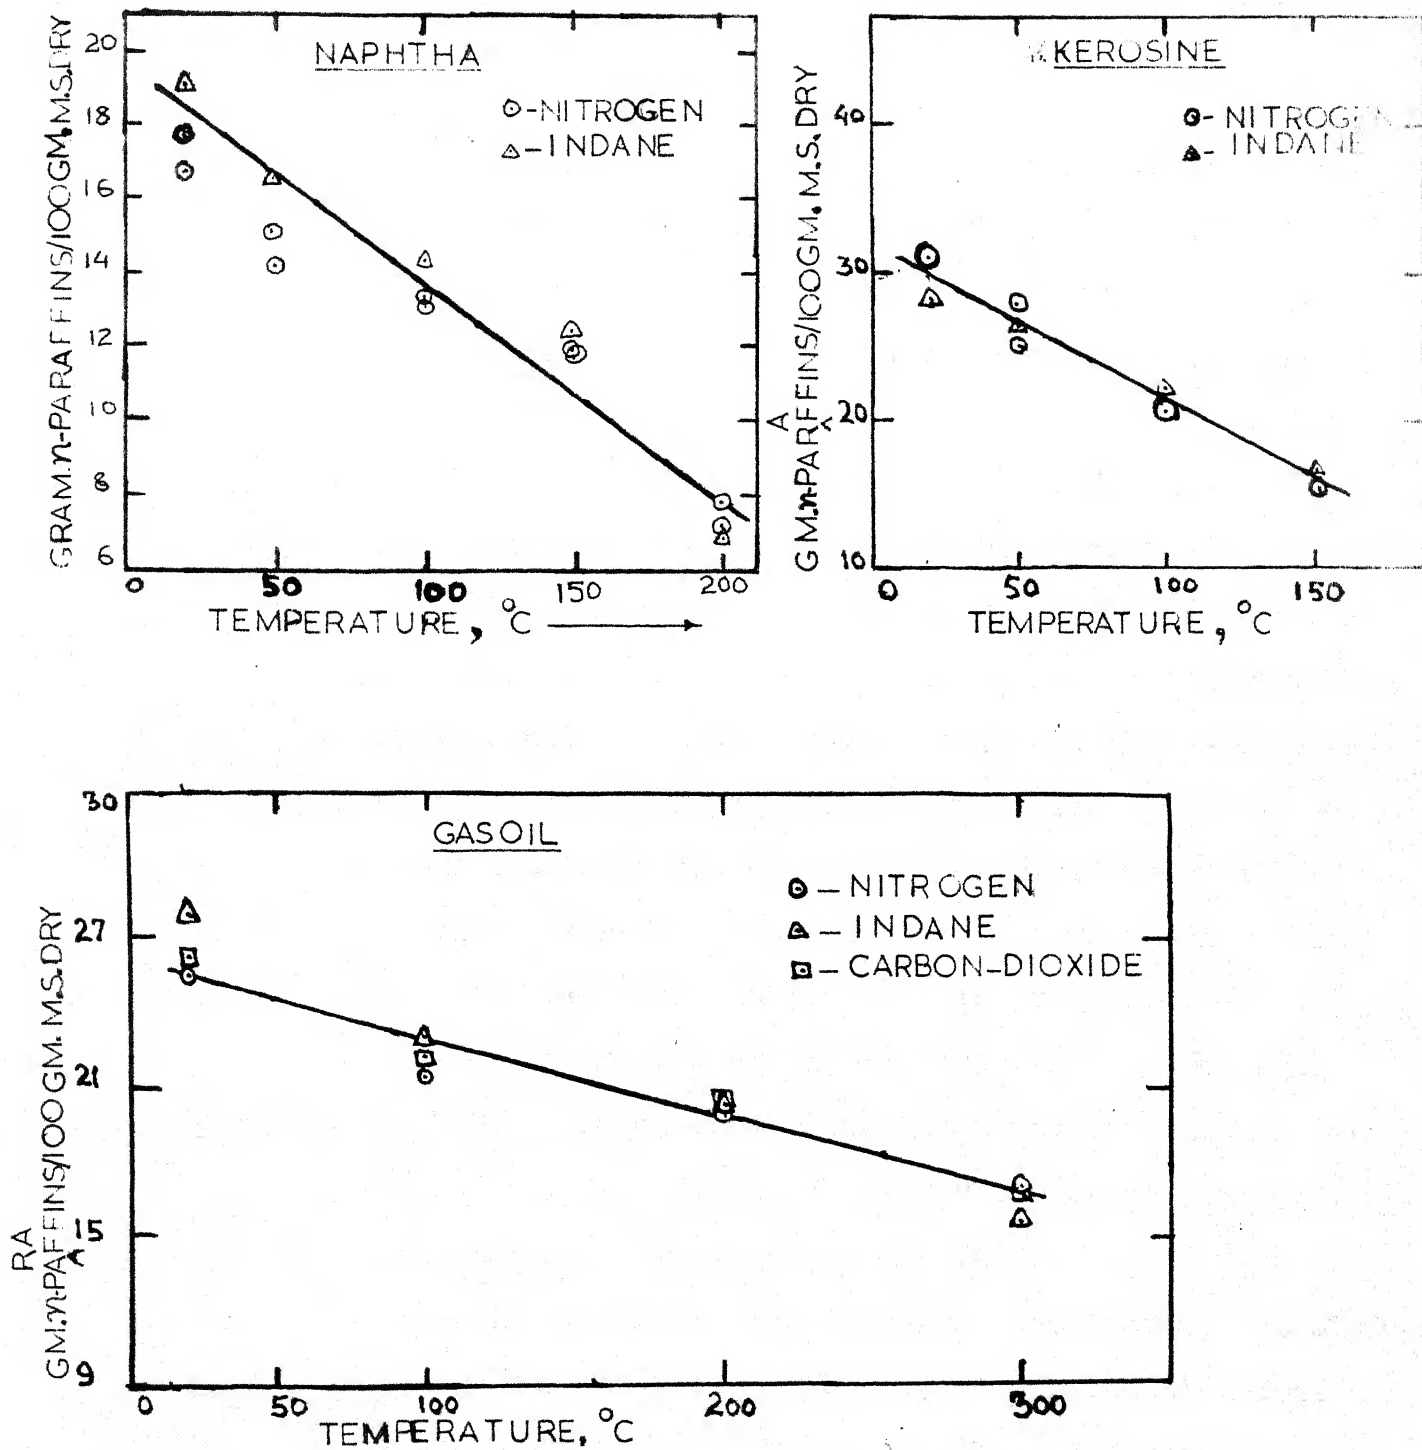 NAPHTHA
GRAM.n-PARAFFINS/100GM.M.S.DRY
20
18
16
14
12
10
8
6
⊙-NITROGEN
△-INDANE
50
100
150
200
TEMPERATURE, °C
KEROSINE
GM.n-PARAFFINS/100GM.M.S.DRY
40
30
20
10
⊙-NITROGEN
△-INDANE
0
50
100
150
TEMPERATURE, °C
GASOIL
GM.n-PARAFFINS/100GM.M.S.DRY
30
27
21
15
9
⊙-NITROGEN
△-INDANE
⊡-CARBON-DIOXIDE
0
50
100
200
300
TEMPERATURE, °C